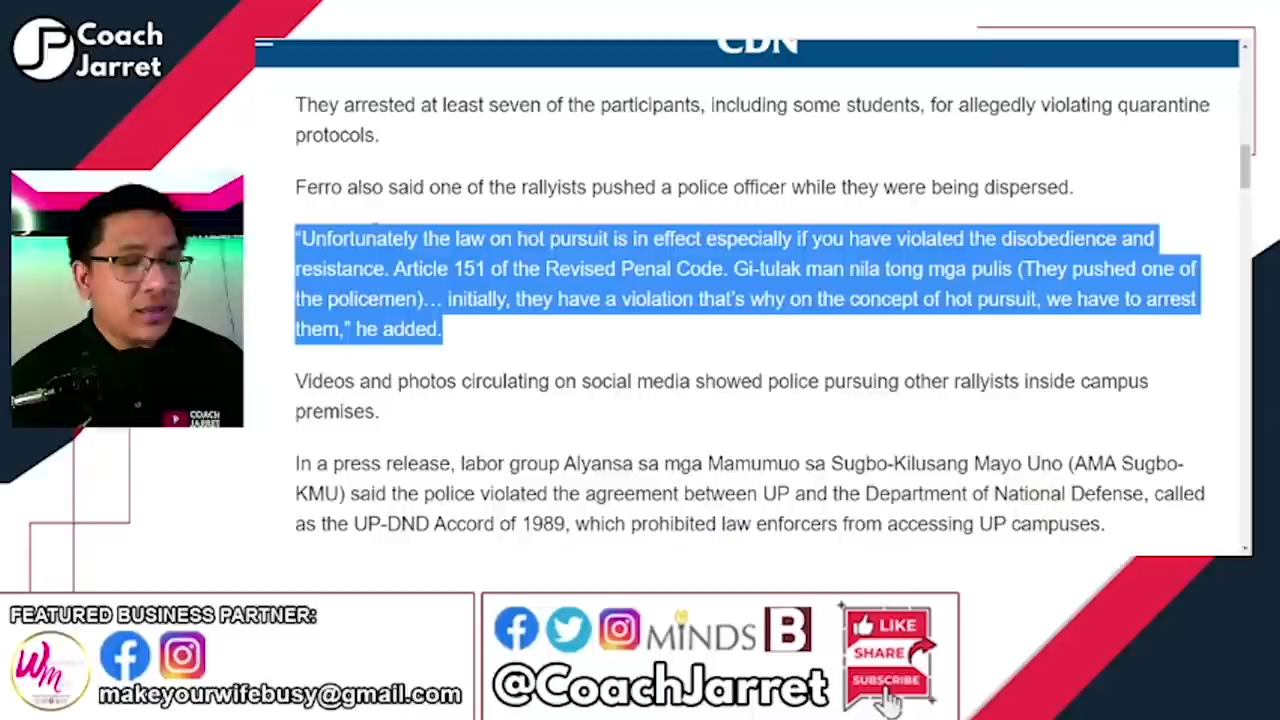 Coach
Jarret
CDN
They arrested at least seven of the participants, including some students, for allegedly violating quarantine
protocols.
Ferro also said one of the rallyists pushed a police officer while they were being dispersed.
“Unfortunately the law on hot pursuit is in effect especially if you have violated the disobedience and
resistance. Article 151 of the Revised Penal Code. Gi-tulak man nila tong mga pulis (They pushed one of
the policemen)… initially, they have a violation that’s why on the concept of hot pursuit, we have to arrest
them,” he added.
Videos and photos circulating on social media showed police pursuing other rallyists inside campus
premises.
In a press release, labor group Alyansa sa mga Mamumuo sa Sugbo-Kilusang Mayo Uno (AMA Sugbo-
KMU) said the police violated the agreement between UP and the Department of National Defense, called
as the UP-DND Accord of 1989, which prohibited law enforcers from accessing UP campuses.
COACH
JARRET
FEATURED BUSINESS PARTNER:
WM
makeyourwifebusy@gmail.com
MINDS B
@CoachJarret
LIKE
SHARE
SUBSCRIBE